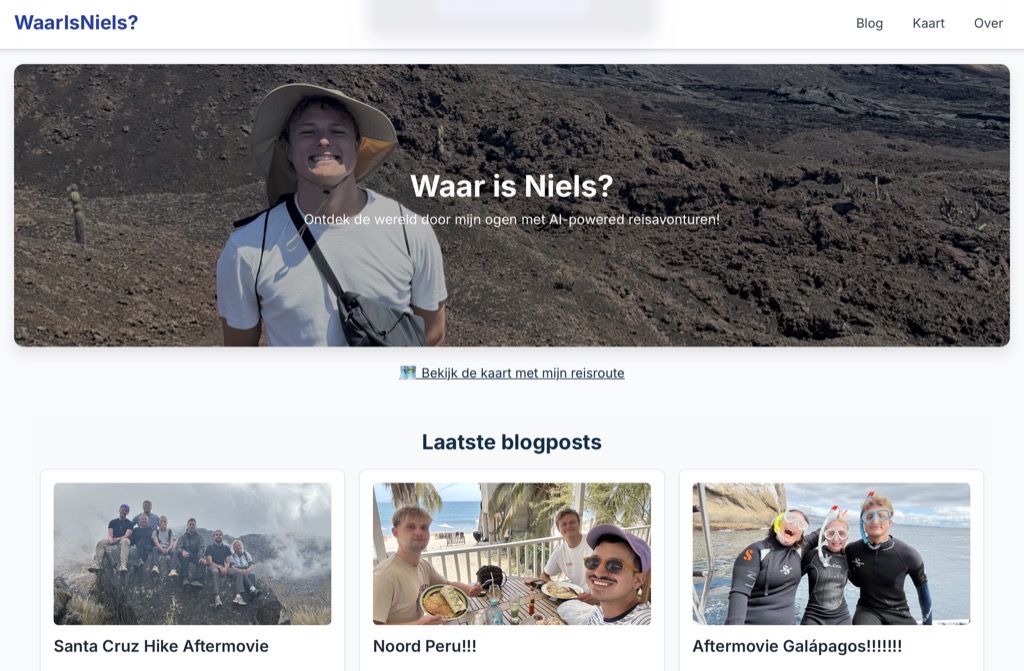 WaarIsNiels?
Blog
Kaart
Over
Waar is Niels?
Ontdek de wereld door mijn ogen met AI-powered reisavonturen!
Bekijk de kaart met mijn reisroute
Laatste blogposts
Santa Cruz Hike Aftermovie
Noord Peru!!!
Aftermovie Galápagos!!!!!!!